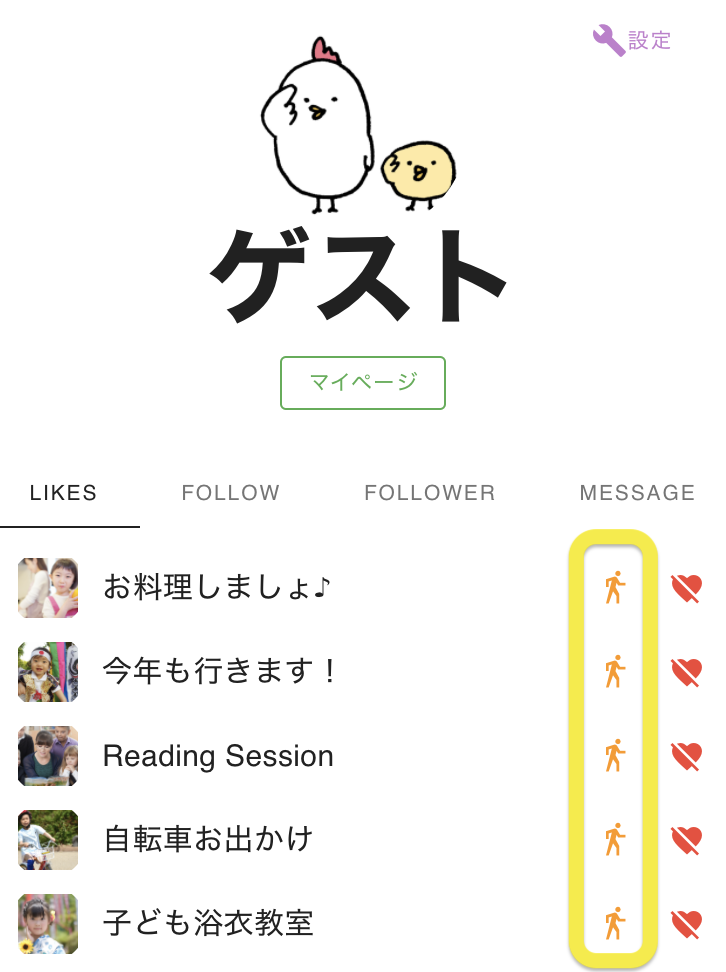 設定
ゲスト
マイページ
LIKES FOLLOW FOLLOWER MESSAGE
お料理しましょ♪
今年も行きます！
Reading Session
自転車お出かけ
子ども浴衣教室